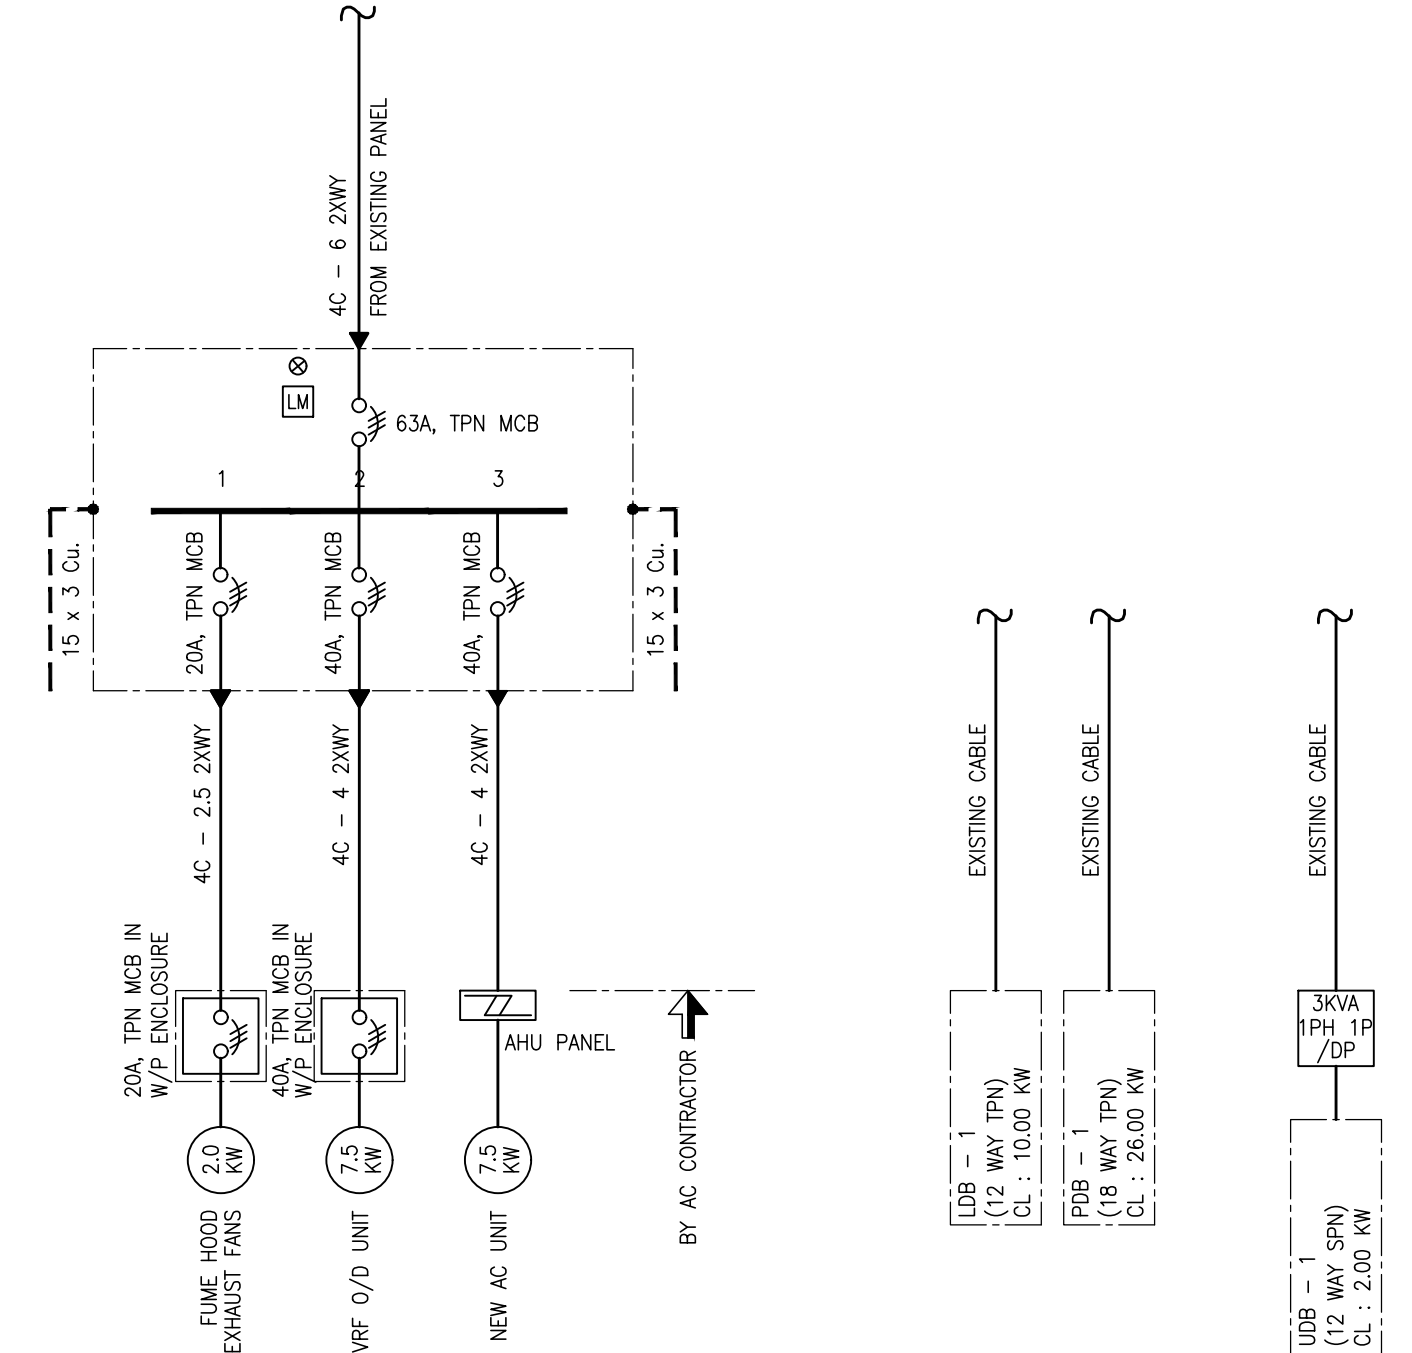 4C - 6 2XWY
FROM EXISTING PANEL
LM
63A, TPN MCB
1
2
3
15 x 3 Cu.
20A, TPN MCB
40A, TPN MCB
40A, TPN MCB
15 x 3 Cu.
4C - 2.5 2XWY
4C - 4 2XWY
4C - 4 2XWY
EXISTING CABLE
EXISTING CABLE
EXISTING CABLE
20A, TPN MCB IN
W/P ENCLOSURE
40A, TPN MCB IN
W/P ENCLOSURE
AHU PANEL
BY AC CONTRACTOR
2.0
KW
7.5
KW
7.5
KW
FUME HOOD
EXHAUST FANS
VRF O/D UNIT
NEW AC UNIT
LDB - 1
(12 WAY TPN)
CL : 10.00 KW
PDB - 1
(18 WAY TPN)
CL : 26.00 KW
3KVA
1PH 1P
/DP
UDB - 1
(12 WAY SPN)
CL : 2.00 KW